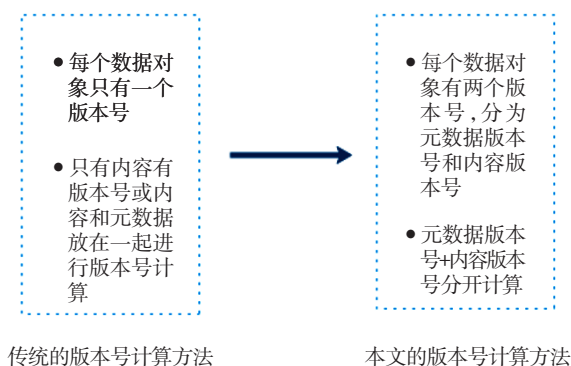 ● 每个数据对
象只有一个
版本号
● 只有内容有
版本号或内
容和元数据
放在一起进
行版本号计
算
传统的版本号计算方法
● 每个数据对
象有两个版
本号,分为
元数据版本
号和内容版
本号
● 元数据版本
号+内容版本
号分开计算
本文的版本号计算方法